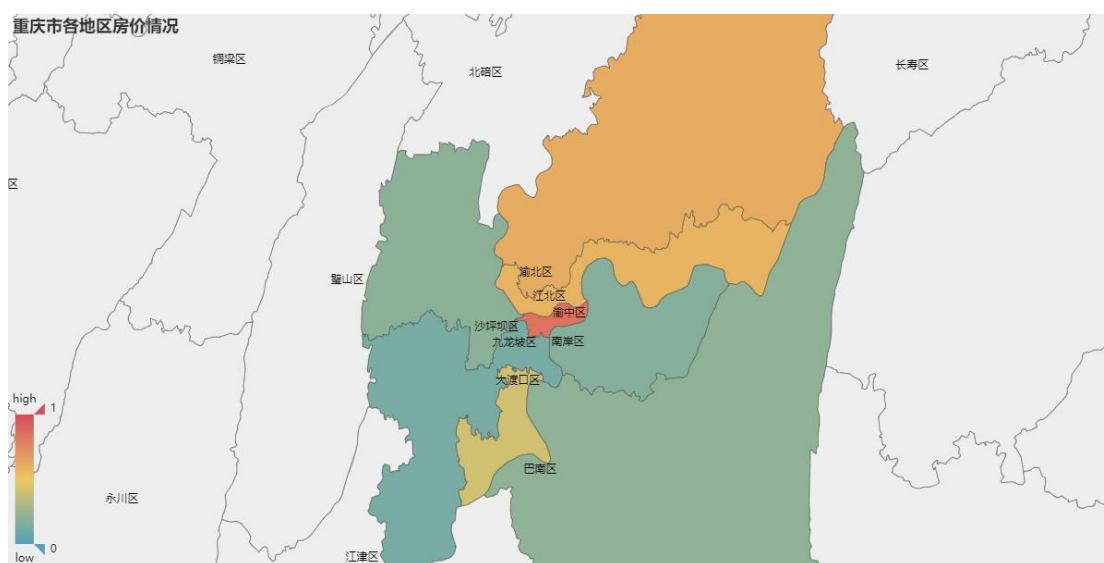 重庆市各地区房价情况
铜梁区
北碚区
长寿区
区
璧山区
渝北区
江北区
渝中区
沙坪坝区
九龙坡区
南岸区
大渡口区
high
1
巴南区
永川区
0
low
江津区